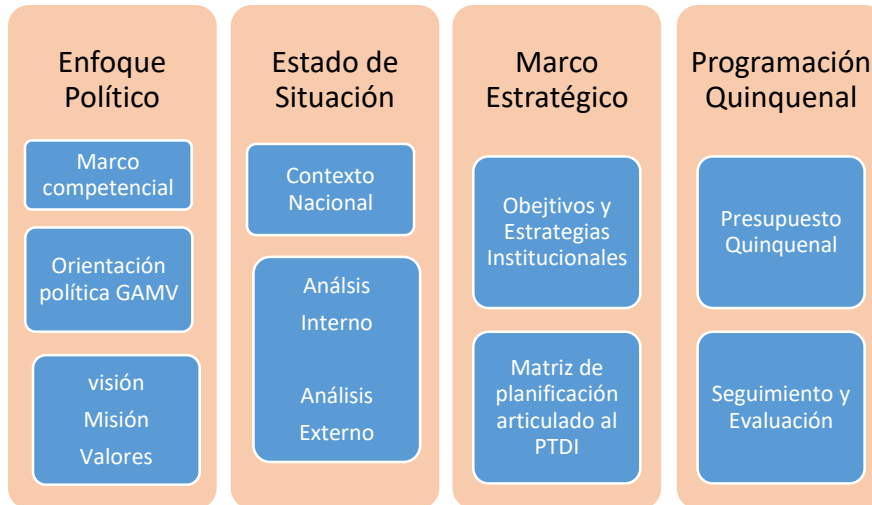 Enfoque
Político
Marco
competencial
Orientación
política GAMV
visión
Misión
Valores
Estado de
Situación
Contexto
Nacional
Análsis
Interno
Análisis
Externo
Marco
Estratégico
Obejtivos y
Estrategias
Institucionales
Matriz de
planificación
articulado al
PTDI
Programación
Quinquenal
Presupuesto
Quinquenal
Seguimiento y
Evaluación